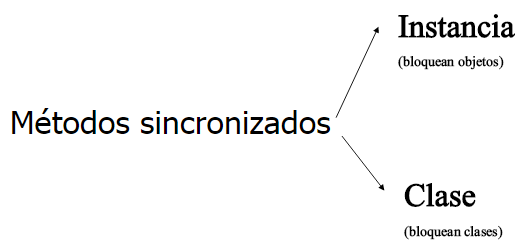 Instancia
(bloquean objetos)
Métodos sincronizados
Clase
(bloquean clases)